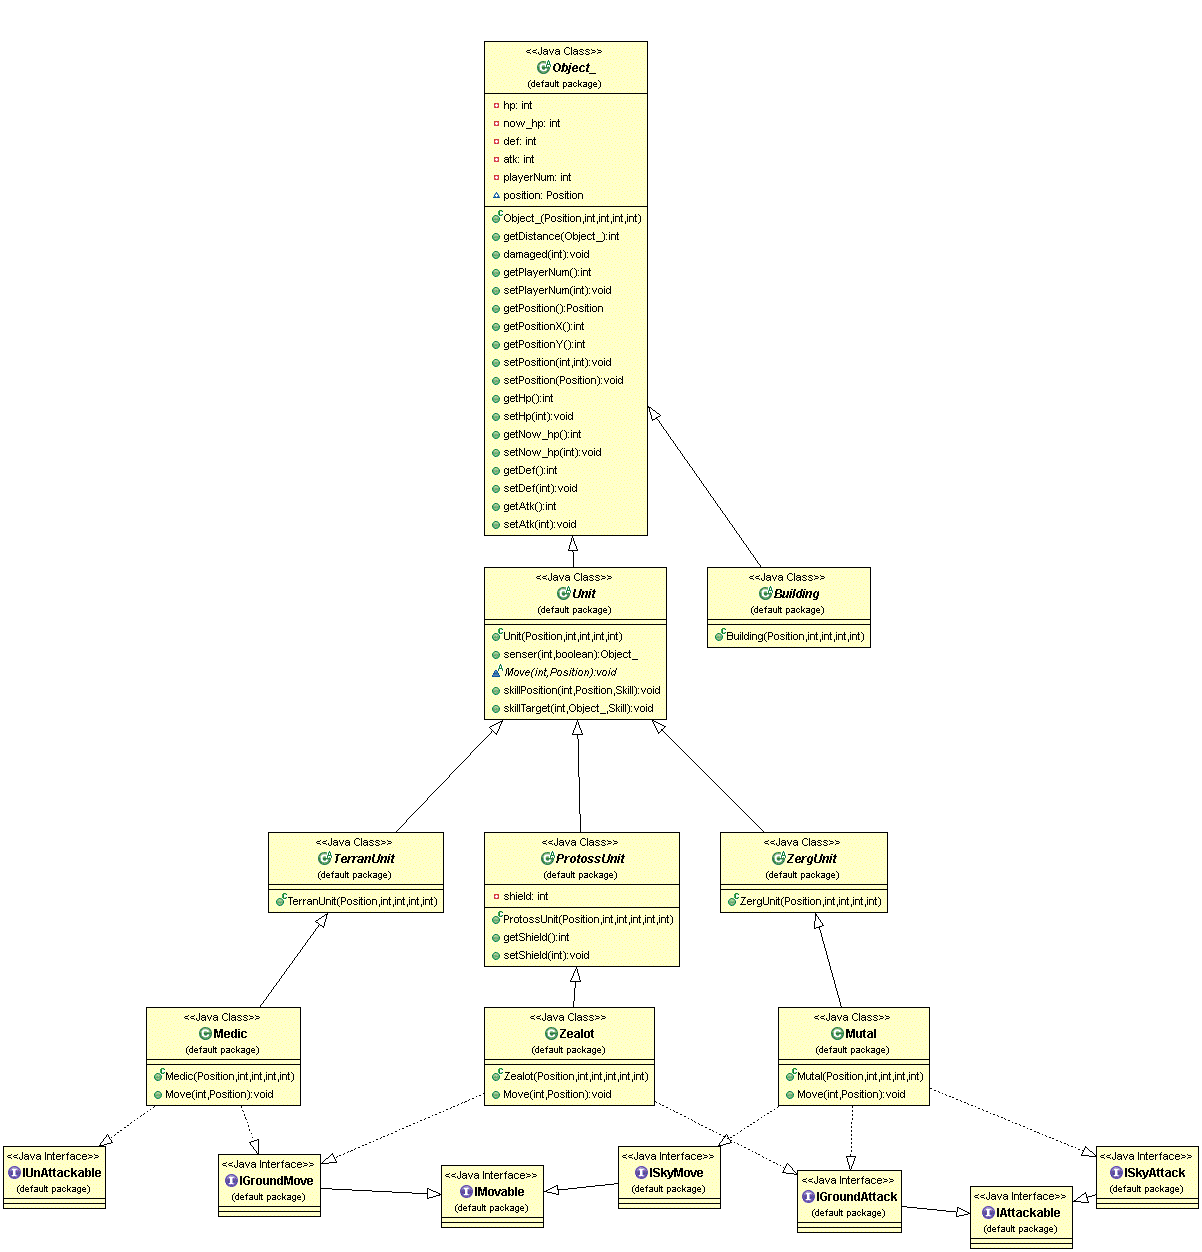 <<Java Class>>
Object_
(default package)
hp: int
now_hp: int
def: int
atk: int
playerNum: int
position: Position
Object_(Position,int,int,int,int)
getDistance(Object_):int
damaged(int):void
getPlayerNum():int
setPlayerNum(int):void
getPosition():Position
getPositionX():int
getPositionY():int
setPosition(int,int):void
setPosition(Position):void
getHp():int
setHp(int):void
getNow_hp():int
setNow_hp(int):void
getDef():int
setDef(int):void
getAtk():int
setAtk(int):void
<<Java Class>>
Unit
(default package)
Unit(Position,int,int,int,int)
senser(int,boolean):Object_
Move(int,Position):void
skillPosition(int,Position,Skill):void
skillTarget(int,Object_,Skill):void
<<Java Class>>
Building
(default package)
Building(Position,int,int,int,int)
<<Java Class>>
TerranUnit
(default package)
TerranUnit(Position,int,int,int,int)
<<Java Class>>
ProtossUnit
(default package)
shield: int
ProtossUnit(Position,int,int,int,int,int)
getShield():int
setShield(int):void
<<Java Class>>
ZergUnit
(default package)
ZergUnit(Position,int,int,int,int)
<<Java Class>>
Medic
(default package)
Medic(Position,int,int,int,int)
Move(int,Position):void
<<Java Class>>
Zealot
(default package)
Zealot(Position,int,int,int,int,int)
Move(int,Position):void
<<Java Class>>
Mutal
(default package)
Mutal(Position,int,int,int,int)
Move(int,Position):void
<<Java Interface>>
IUnAttackable
(default package)
<<Java Interface>>
IGroundMove
(default package)
<<Java Interface>>
IMovable
(default package)
<<Java Interface>>
ISkyMove
(default package)
<<Java Interface>>
IGroundAttack
(default package)
<<Java Interface>>
IAttackable
(default package)
<<Java Interface>>
ISkyAttack
(default package)